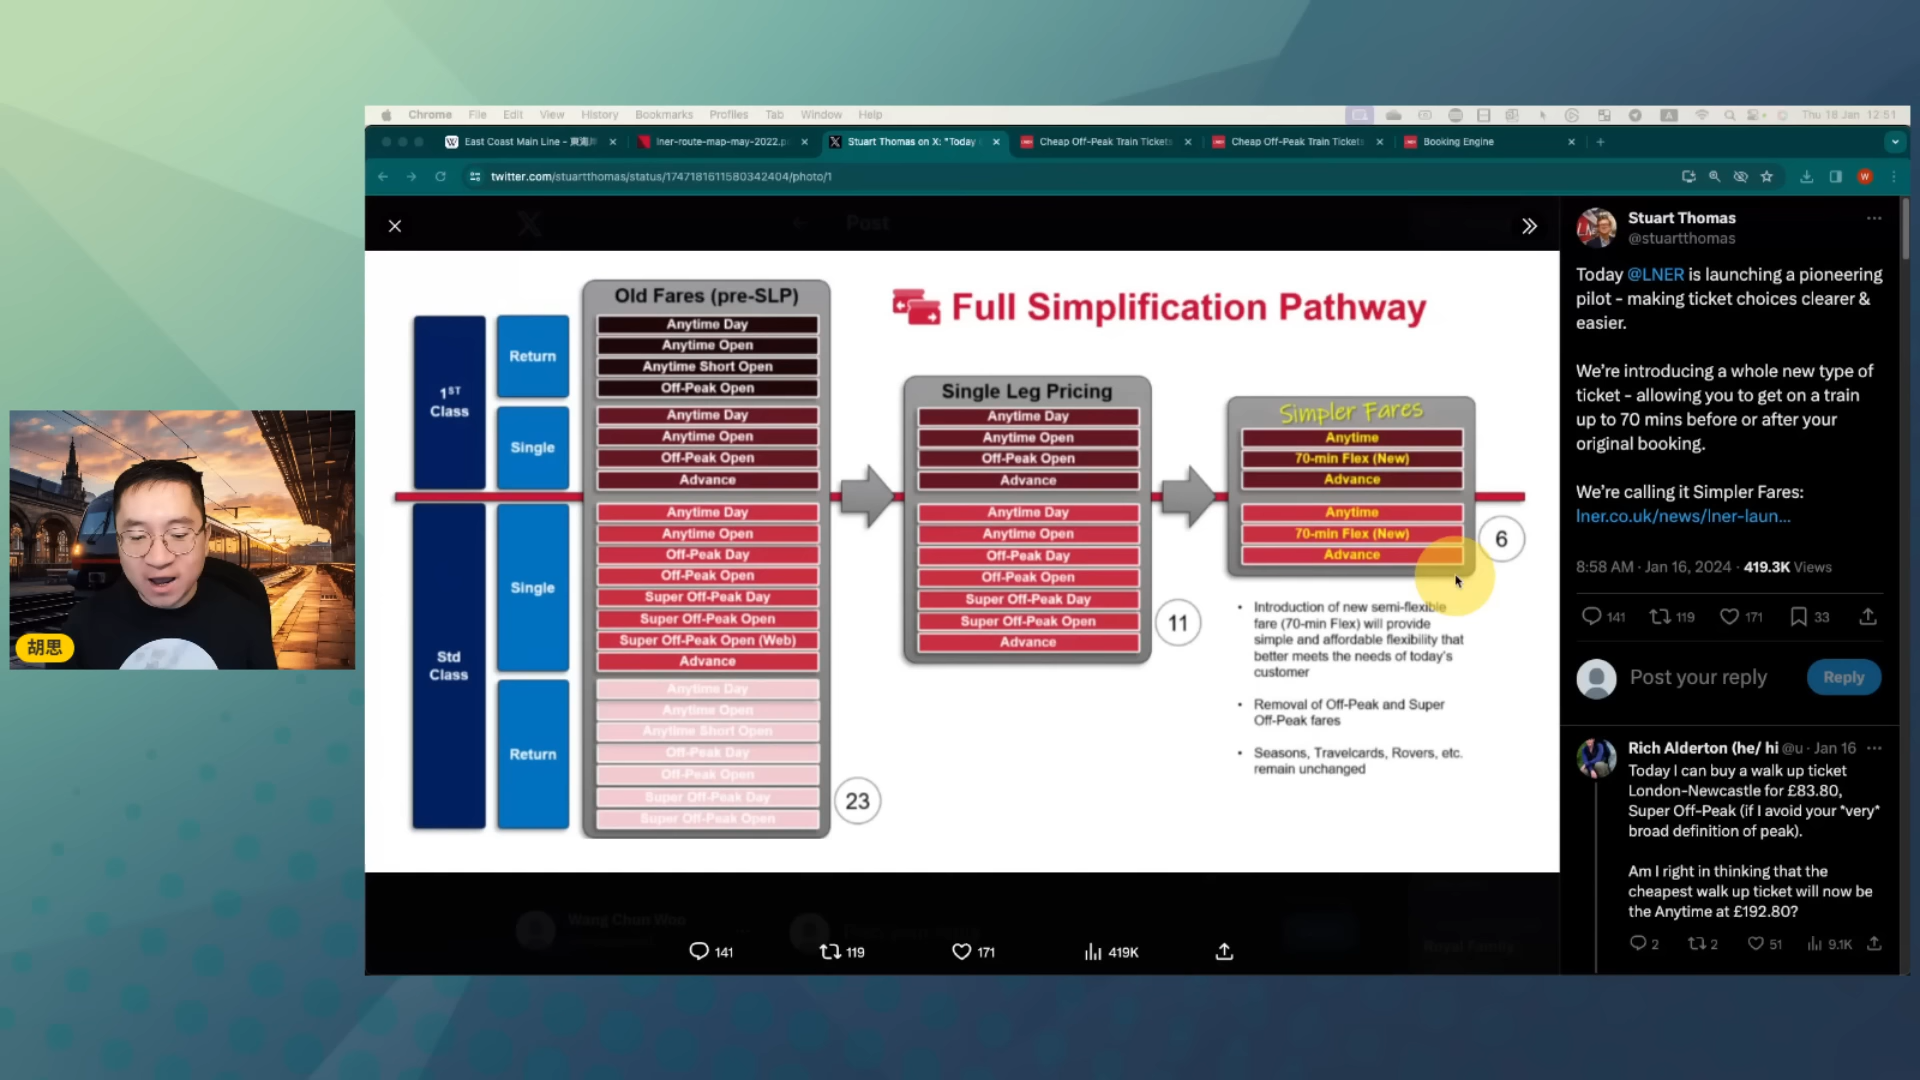 Chrome File Edit View History Bookmarks Profiles Tab Window Help
Thu 18 Jan 12:51
East Coast Main Line -
lner-route-map-may-2022.p
Stuart Thomas on X: "Today
Cheap Off-Peak Train Tickets
Cheap Off-Peak Train Tickets
Booking Engine
twitter.com/stuartthomas/status/1747181611580342404/photo/1
W
Post
Full Simplification Pathway
1ST
Class
Std
Class
Return
Single
Single
Return
Old Fares (pre-SLP)
Anytime Day
Anytime Open
Anytime Short Open
Off-Peak Open
Anytime Day
Anytime Open
Off-Peak Open
Advance
Anytime Day
Anytime Open
Off-Peak Day
Off-Peak Open
Super Off-Peak Day
Super Off-Peak Open
Super Off-Peak Open (Web)
Advance
Anytime Day
Anytime Open
Anytime Short Open
Off-Peak Day
Off-Peak Open
Super Off-Peak Day
Super Off-Peak Open
23
Single Leg Pricing
Anytime Day
Anytime Open
Off-Peak Open
Advance
Anytime Day
Anytime Open
Off-Peak Day
Off-Peak Open
Super Off-Peak Day
Super Off-Peak Open
Advance
11
Simpler Fares
Anytime
70-min Flex (New)
Advance
Anytime
70-min Flex (New)
Advance
6
• Introduction of new semi-flexible
fare (70-min Flex) will provide
simple and affordable flexibility that
better meets the needs of today's
customer
• Removal of Off-Peak and Super
Off-Peak fares
• Seasons, Travelcards, Rovers, etc.
remain unchanged
Wang Chun Who
141 119 171 419K
Stuart Thomas
@stuartthomas
Today @LNER is launching a pioneering
pilot - making ticket choices clearer &
easier.
We're introducing a whole new type of
ticket - allowing you to get on a train
up to 70 mins before or after your
original booking.
We're calling it Simpler Fares:
lner.co.uk/news/lner-laun...
8:58 AM · Jan 16, 2024 · 419.3K Views
141 119 171 33
Post your reply
Reply
Rich Alderton (he/ hi @u · Jan 16
Today I can buy a walk up ticket
London-Newcastle for £83.80,
Super Off-Peak (if I avoid your *very*
broad definition of peak).
Am I right in thinking that the
cheapest walk up ticket will now be
the Anytime at £192.80?
2 2 51 9.1K
胡思